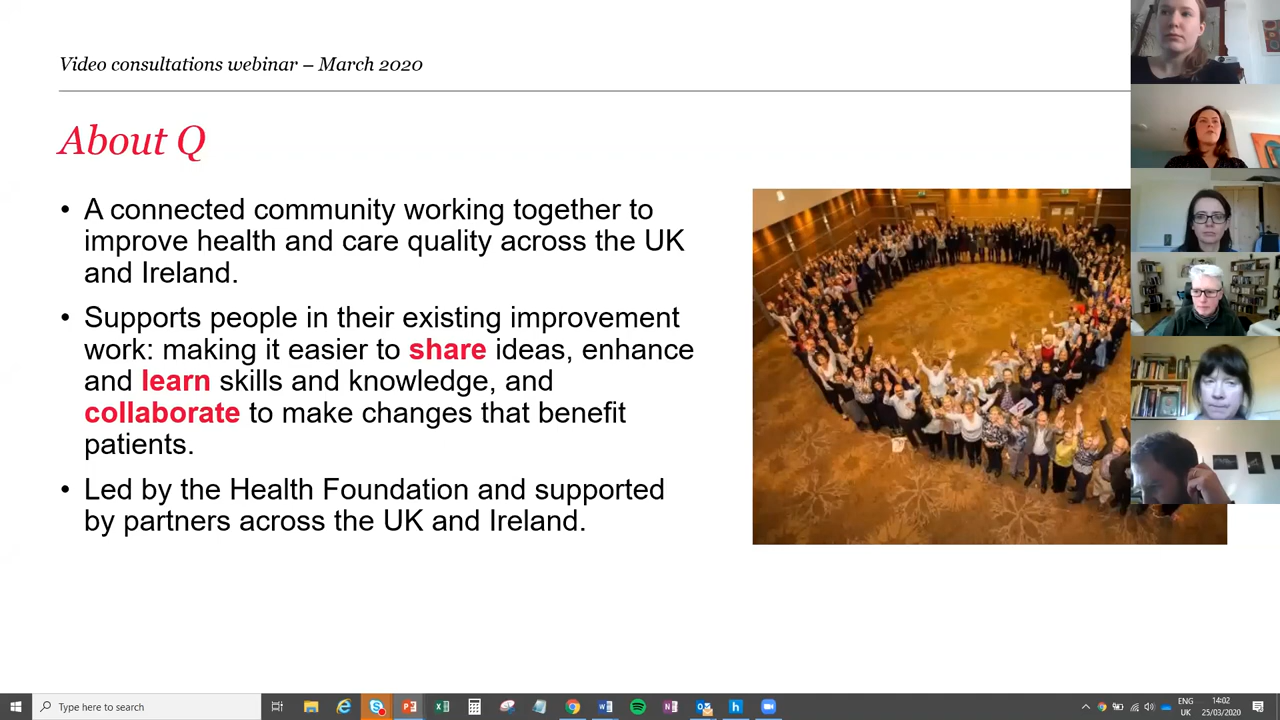 Video consultations webinar – March 2020
About Q
• A connected community working together to
improve health and care quality across the UK
and Ireland.
• Supports people in their existing improvement
work: making it easier to share ideas, enhance
and learn skills and knowledge, and
collaborate to make changes that benefit
patients.
• Led by the Health Foundation and supported
by partners across the UK and Ireland.
Type here to search
ENG
UK
14:02
25/03/2020